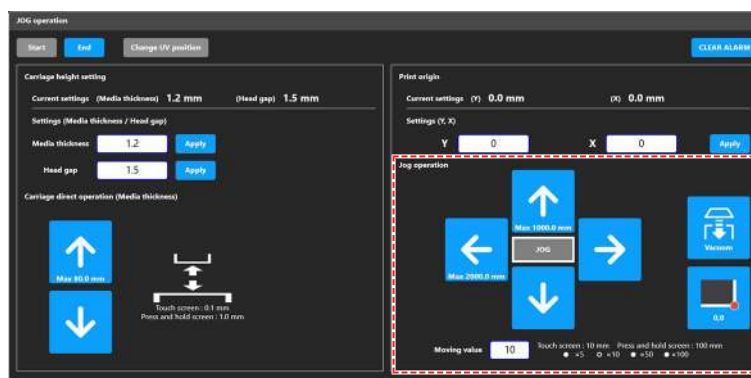 JOG operation
Start End Change UV position CLEAR ALARM
Carriage height setting
Current settings (Media thickness) 1.2 mm (Head gap) 1.5 mm
Settings (Media thickness / Head gap)
Media thickness 1.2 Apply
Head gap 1.5 Apply
Carriage direct operation (Media thickness)
Max 80.0 mm
Touch screen : 0.1 mm
Press and hold screen : 1.0 mm
Print origin
Current settings (Y) 0.0 mm (X) 0.0 mm
Settings (Y, X)
Y 0 X 0 Apply
Jog operation
Max 1000.0 mm
JOG
Max 2000.0 mm
Vacuum
0,0
Moving value 10 Touch screen : 10 mm Press and hold screen : 100 mm
×5 ×10 ×50 ×100